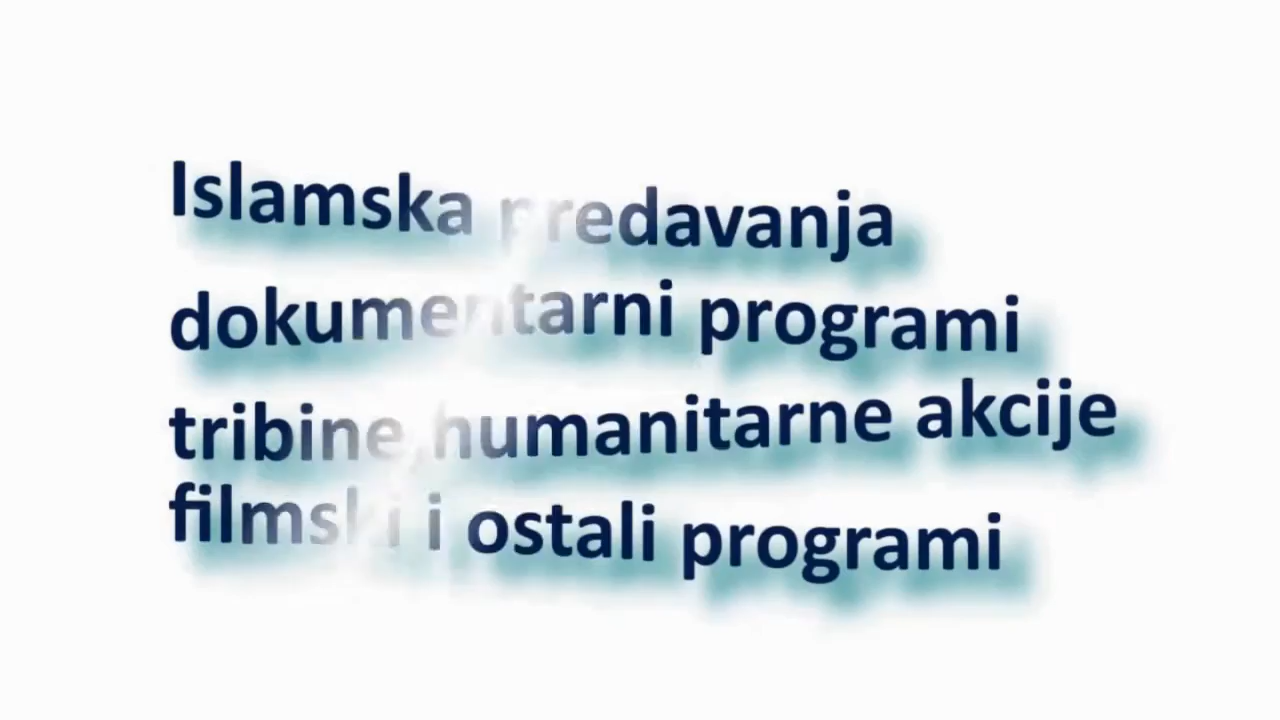 Islamska predavanja
dokumentarni programi
tribine,humanitarne akcije
filmski i ostali programi